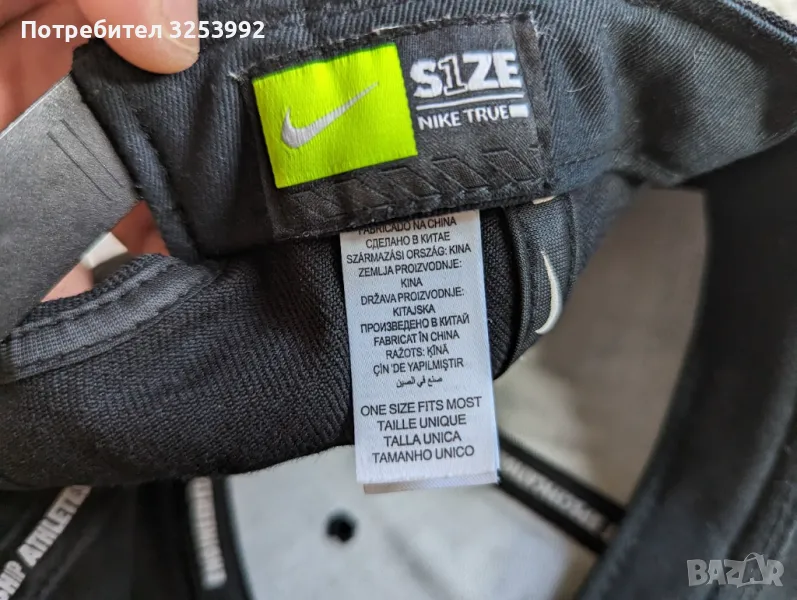 Потребител 3253992
S1ZE
NIKE TRUE
FABRICADO NA CHINA
СДЕЛАНО В КИТАЕ
SZÁRMAZÁSI ORSZÁG: KINA
ZEMLJA PROIZVODNJE:
KINA
DRŽAVA PROIZVODNJE:
KITAJSKA
ПРОИЗВЕДЕНО В КИТАЙ
FABRICAT ÎN CHINA
RAŽOTS: ĶĪNĀ
ÇİN 'DE YAPILMIŞTIR
صنع في الصين
ONE SIZE FITS MOST
TAILLE UNIQUE
TALLA UNICA
TAMANHO UNICO
BAZAR